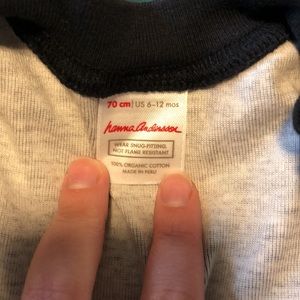 70 cm | US 6-12 mos
hanna andersson
WEAR SNUG-FITTING,
NOT FLAME RESISTANT
100% ORGANIC COTTON
MADE IN PERU